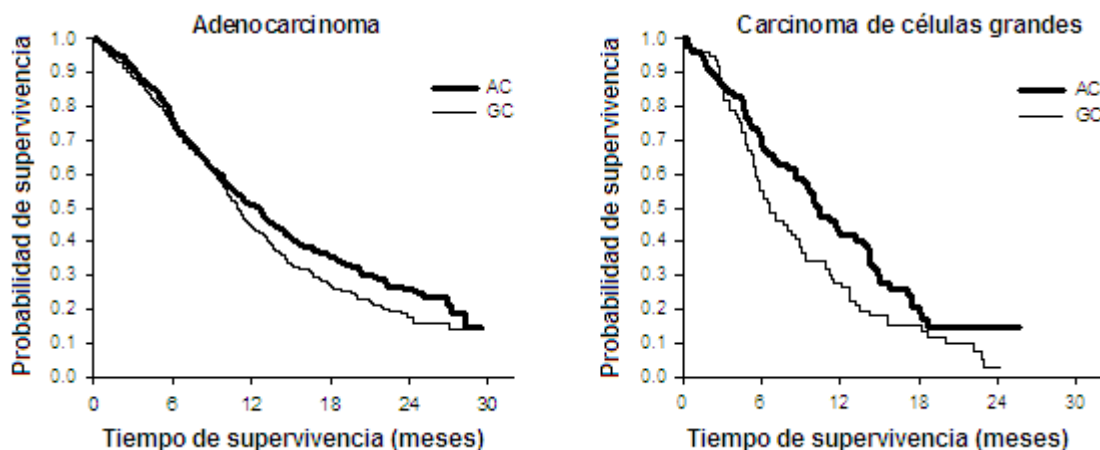 Adenocarcinoma
Probabilidad de supervivencia
1.0
0.9
0.8
0.7
0.6
0.5
0.4
0.3
0.2
0.1
0.0
AC
GC
0 6 12 18 24 30
Tiempo de supervivencia (meses)
Carcinoma de células grandes
Probabilidad de supervivencia
1.0
0.9
0.8
0.7
0.6
0.5
0.4
0.3
0.2
0.1
0.0
AC
GC
0 6 12 18 24 30
Tiempo de supervivencia (meses)